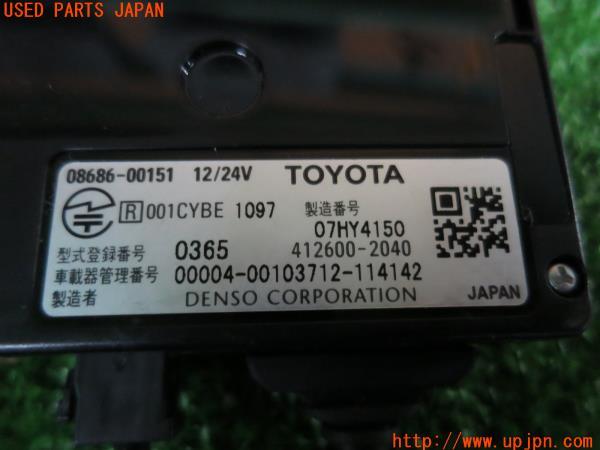 USED PARTS JAPAN
08686-00151 12/24V TOYOTA
R 001CYBE 1097 製造番号
07HY4150
型式登録番号 0365 412600-2040
車載器管理番号 00004-00103712-114142
製造者 DENSO CORPORATION JAPAN
http://www.upjpn.com/